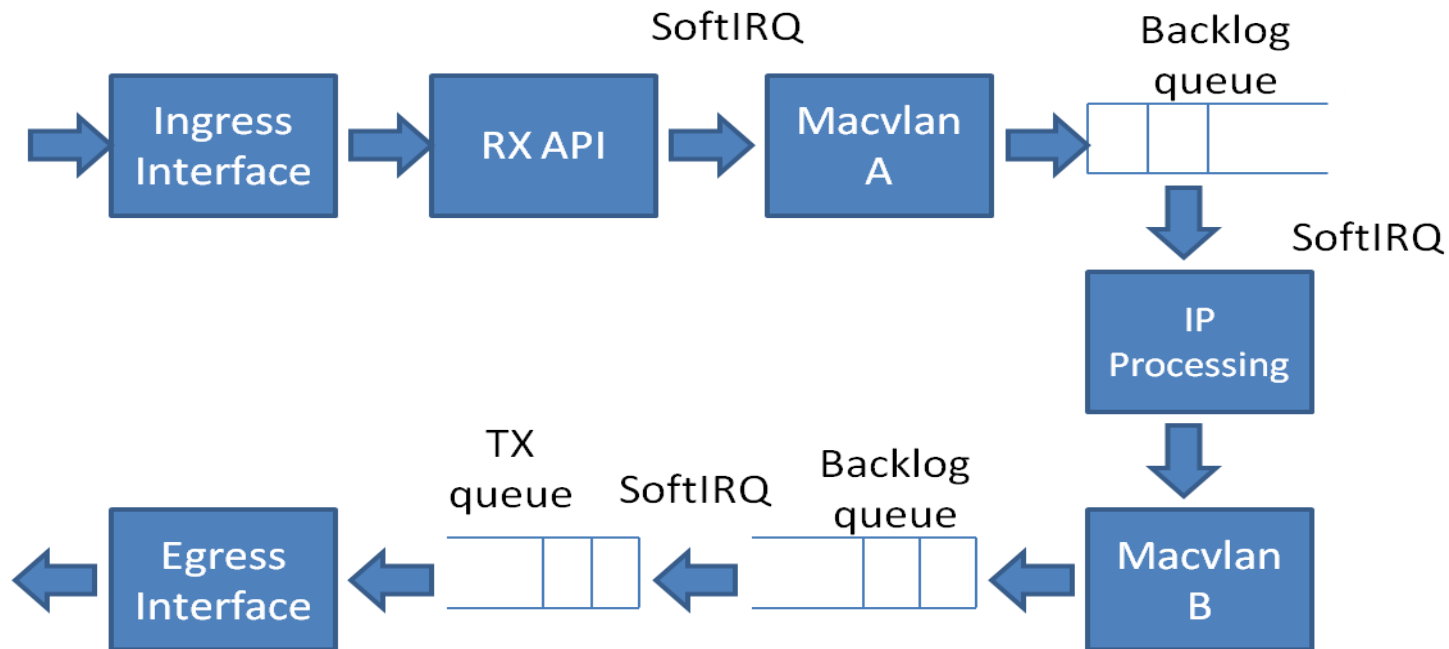 SoftIRQ
Backlog
queue
Ingress
Interface
RX API
Macvlan
A
SoftIRQ
IP
Processing
TX
queue
SoftIRQ
Backlog
queue
Egress
Interface
Macvlan
B